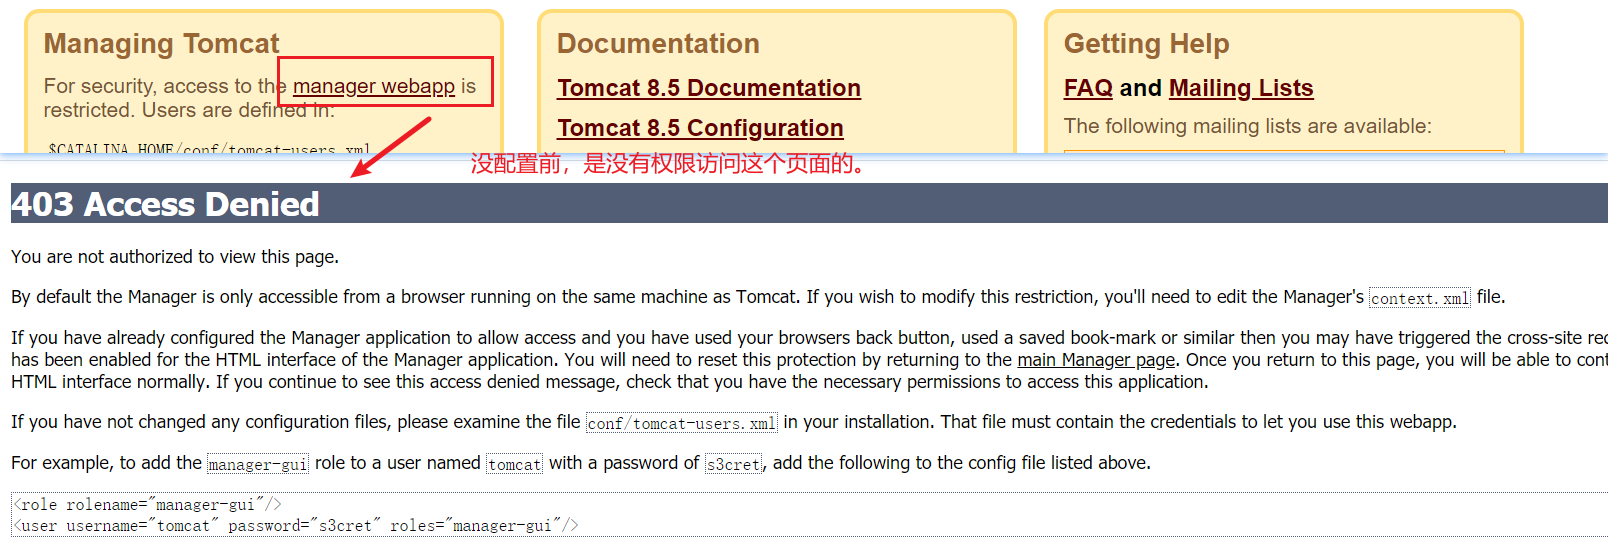 Managing Tomcat
For security, access to the manager webapp is
restricted. Users are defined in:
$CATALINA_HOME/conf/tomcat-users.xml
Documentation
Tomcat 8.5 Documentation
Tomcat 8.5 Configuration
Getting Help
FAQ and Mailing Lists
The following mailing lists are available:
没配置前，是没有权限访问这个页面的。
403 Access Denied
You are not authorized to view this page.
By default the Manager is only accessible from a browser running on the same machine as Tomcat. If you wish to modify this restriction, you'll need to edit the Manager's context.xml file.
If you have already configured the Manager application to allow access and you have used your browsers back button, used a saved book-mark or similar then you may have triggered the cross-site
has been enabled for the HTML interface of the Manager application. You will need to reset this protection by returning to the main Manager page. Once you return to this page, you will be able to
HTML interface normally. If you continue to see this access denied message, check that you have the necessary permissions to access this application.
If you have not changed any configuration files, please examine the file conf/tomcat-users.xml in your installation. That file must contain the credentials to let you use this webapp.
For example, to add the manager-gui role to a user named tomcat with a password of s3cret, add the following to the config file listed above.
<role rolename="manager-gui"/>
<user username="tomcat" password="s3cret" roles="manager-gui"/>